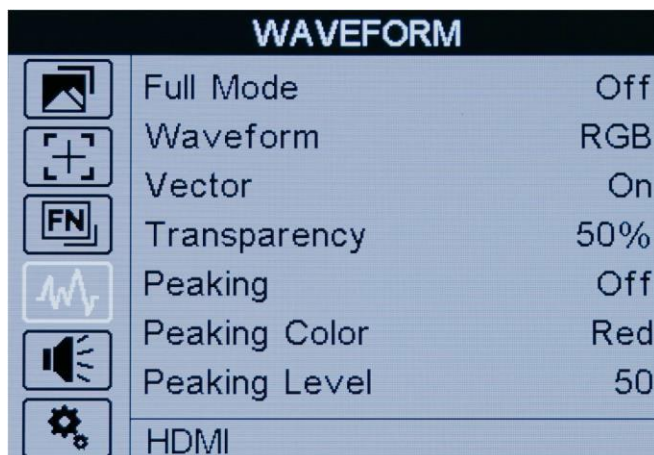 WAVEFORM
Full Mode Off
Waveform RGB
Vector On
FN
Transparency 50%
Peaking Off
Peaking Color Red
Peaking Level 50
HDMI